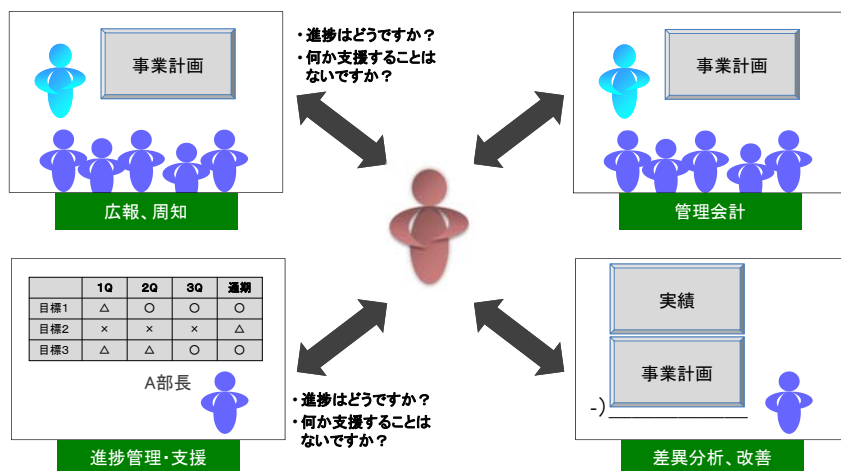 事業計画
広報、周知
・進捗はどうですか？
・何か支援することは
ないですか？
事業計画
管理会計
1Q 2Q 3Q 通期
目標1 △ ○ ○ ○
目標2 × × × △
目標3 △ △ ○ ○
A部長
進捗管理・支援
・進捗はどうですか？
・何か支援することは
ないですか？
実績
事業計画
-)
差異分析、改善